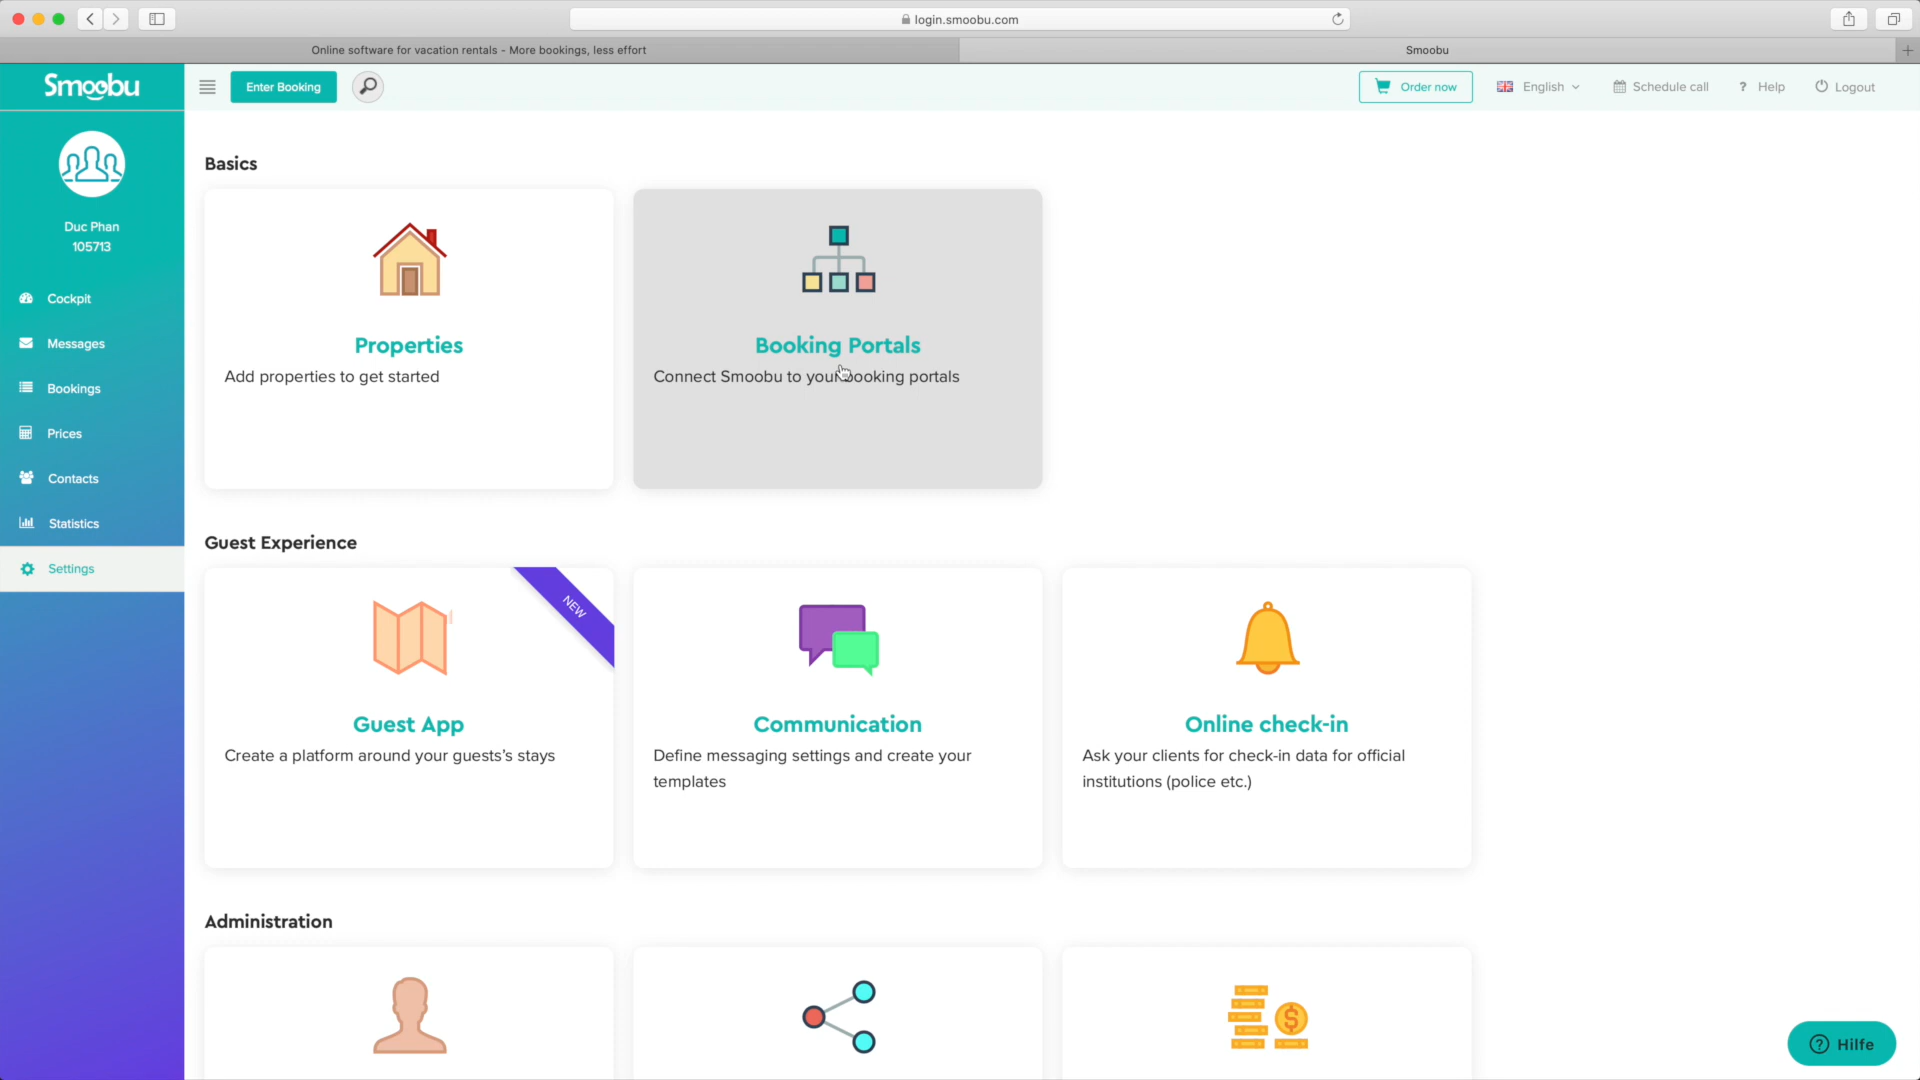 login.smoobu.com
Online software for vacation rentals - More bookings, less effort
Smoobu
Smoobu
Enter Booking
Order now
English
Schedule call
? Help
Logout
Duc Phan
105713
Cockpit
Messages
Bookings
Prices
Contacts
Statistics
Settings
Basics
Properties
Add properties to get started
Booking Portals
Connect Smoobu to your booking portals
Guest Experience
NEW
Guest App
Create a platform around your guests's stays
Communication
Define messaging settings and create your
templates
Online check-in
Ask your clients for check-in data for official
institutions (police etc.)
Administration
$
? Hilfe